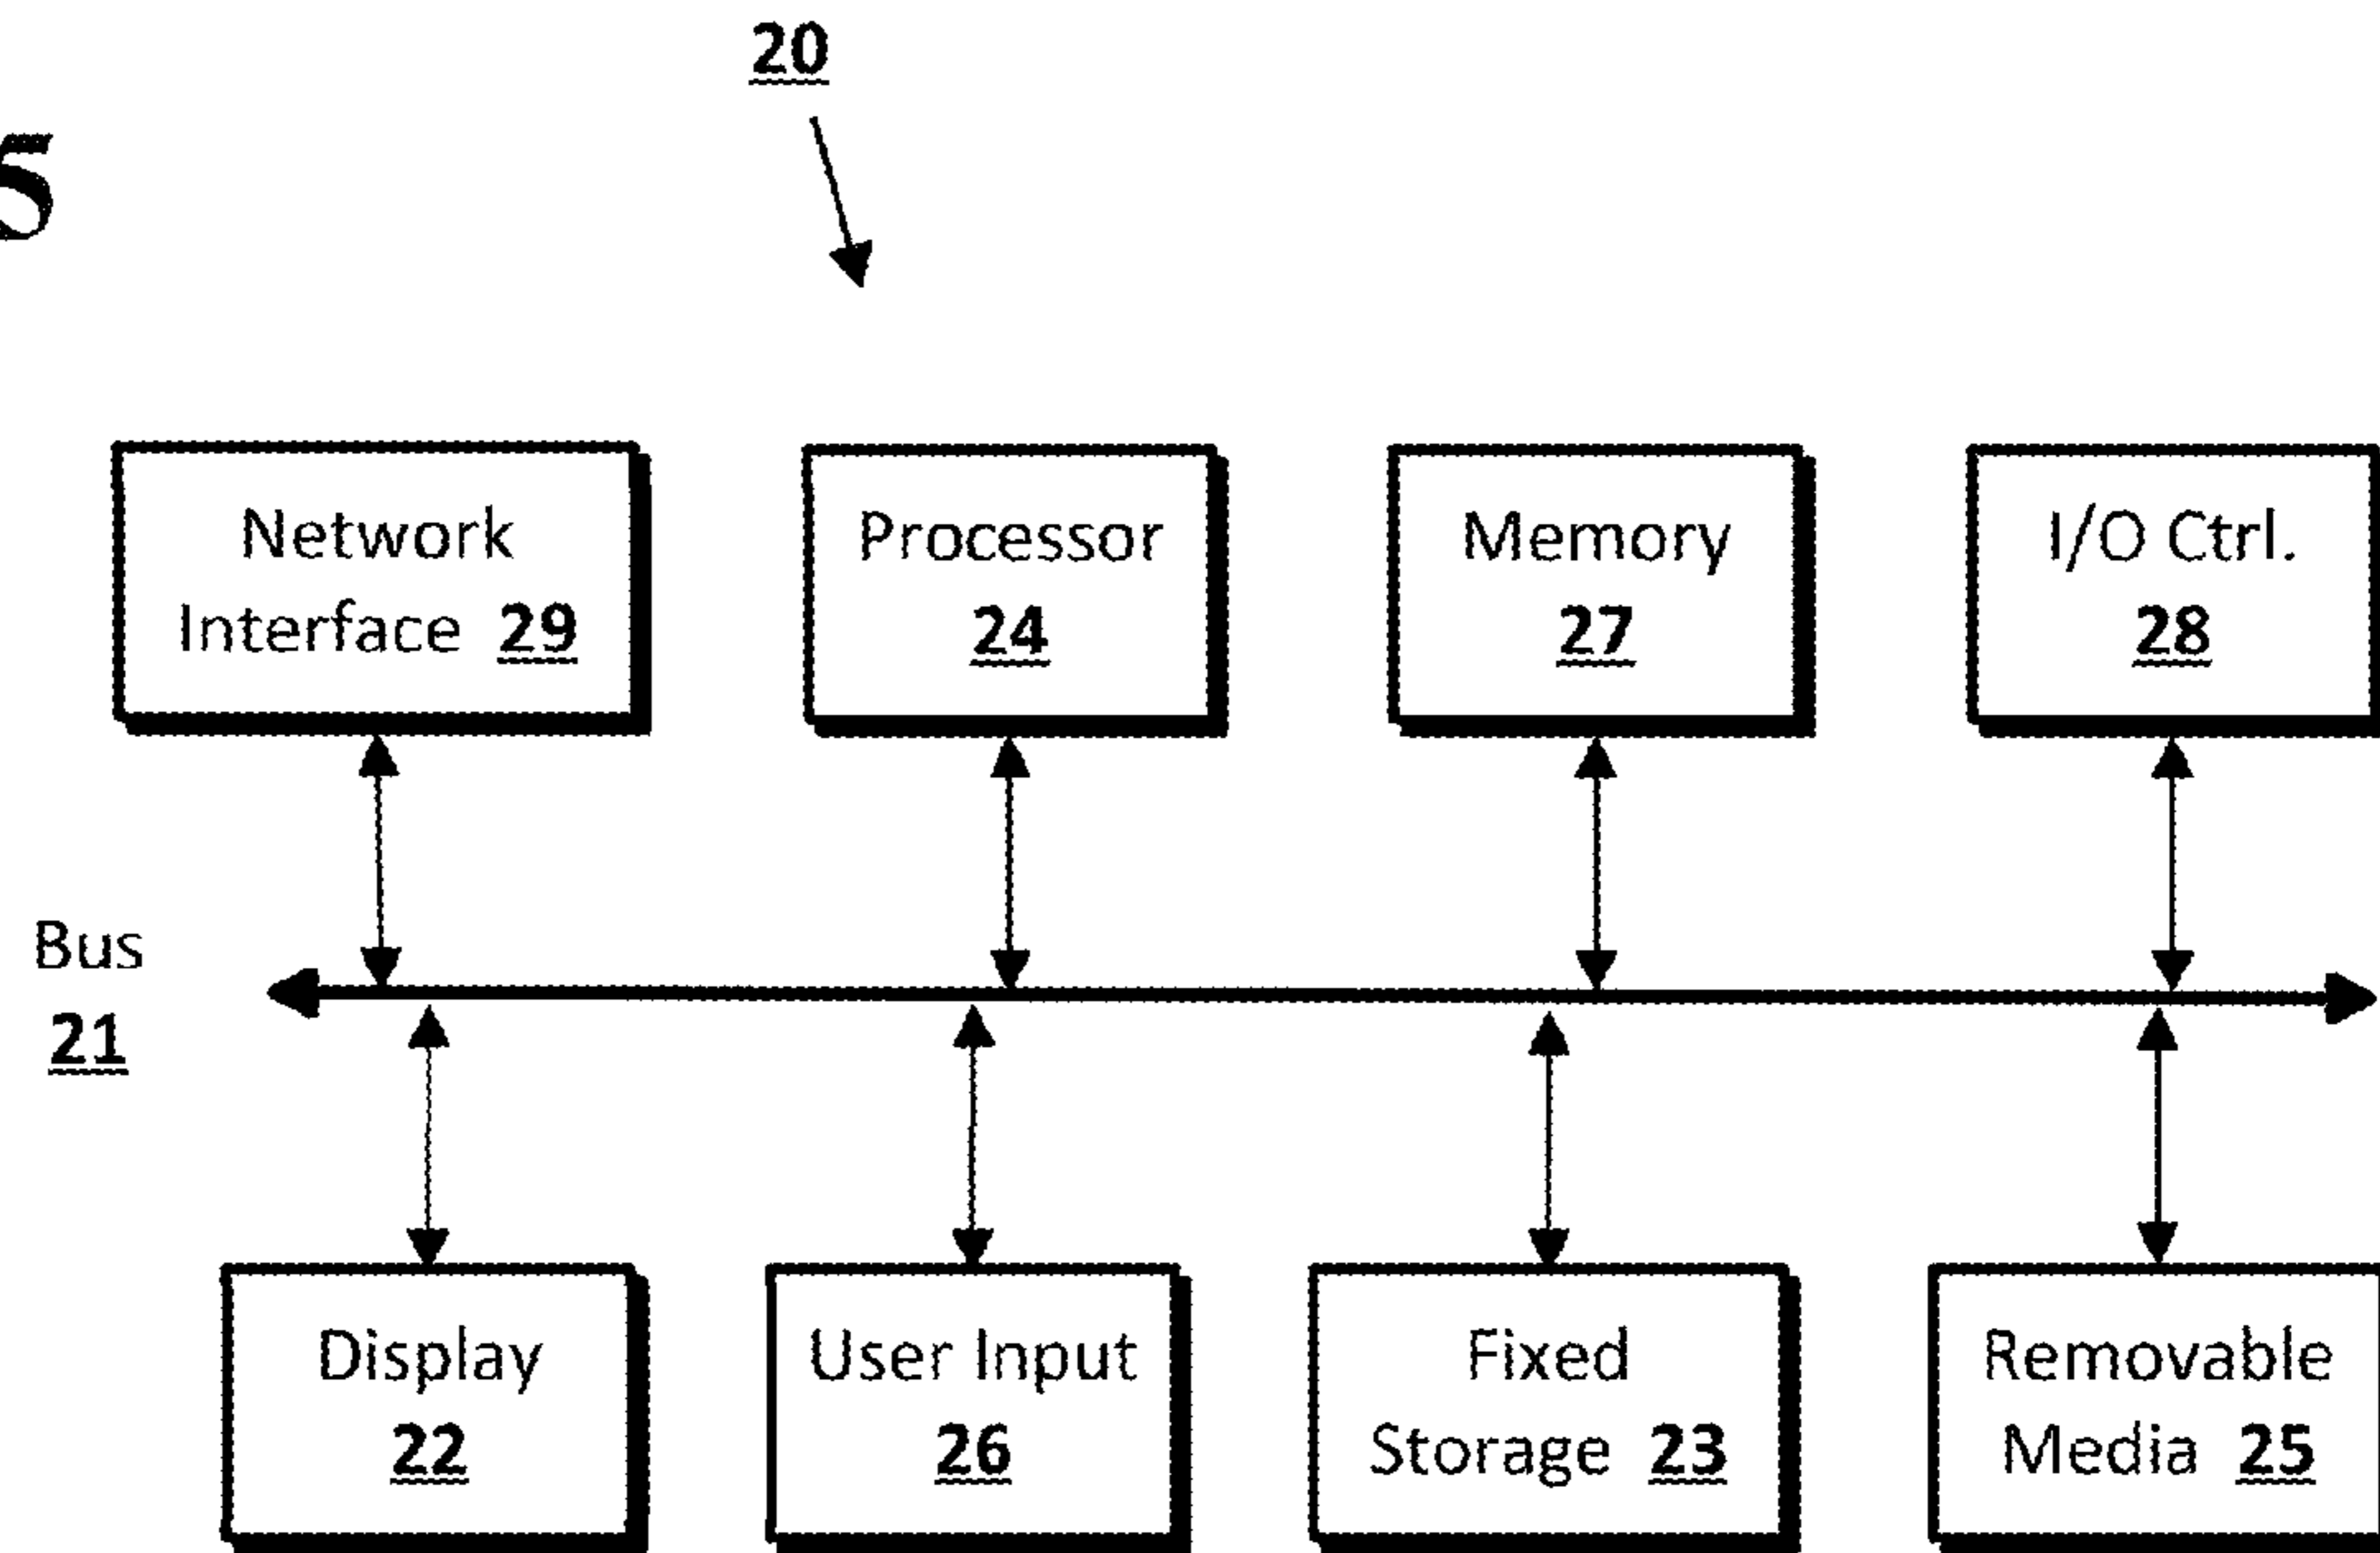 20
5
Network
Interface 29
Processor
24
Memory
27
I/O Ctrl.
28
Bus
21
Display
22
User Input
26
Fixed
Storage 23
Removable
Media 25